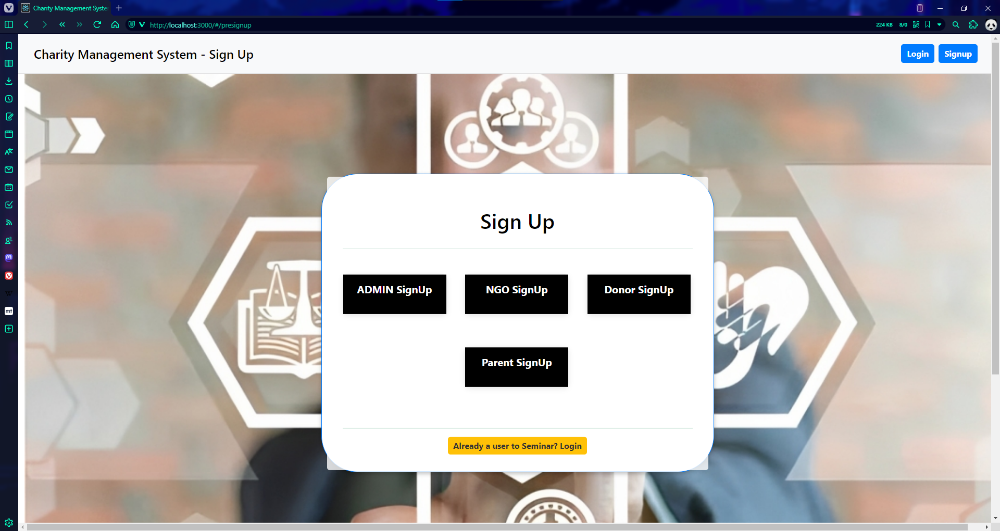 Charity Management Syste
http://localhost:3000/#/presignup
224 KB 8/0
Charity Management System - Sign Up
Login Signup
Sign Up
ADMIN SignUp NGO SignUp Donor SignUp
Parent SignUp
Already a user to Seminar? Login
W
mt